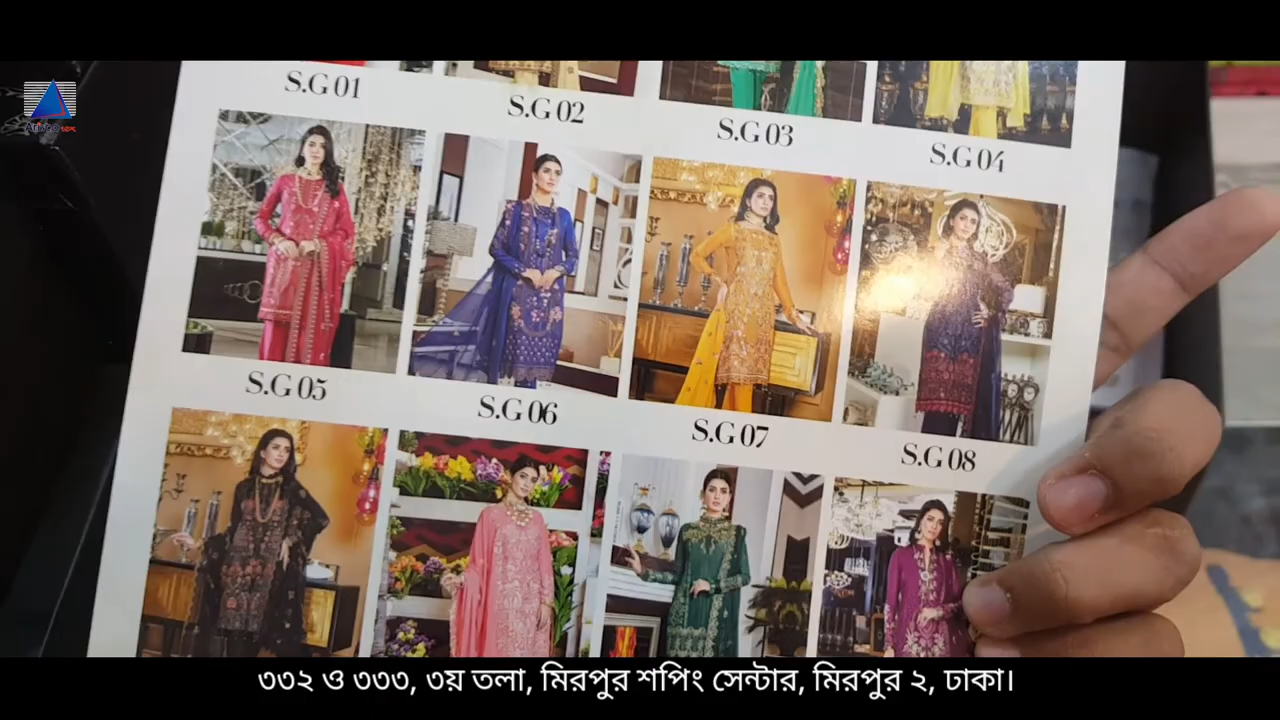 S.G 01
S.G 02
S.G 03
S.G 04
S.G 05
S.G 06
S.G 07
S.G 08
৩৩২ ও ৩৩৩, ৩য় তলা, মিরপুর শপিং সেন্টার, মিরপুর ২, ঢাকা।